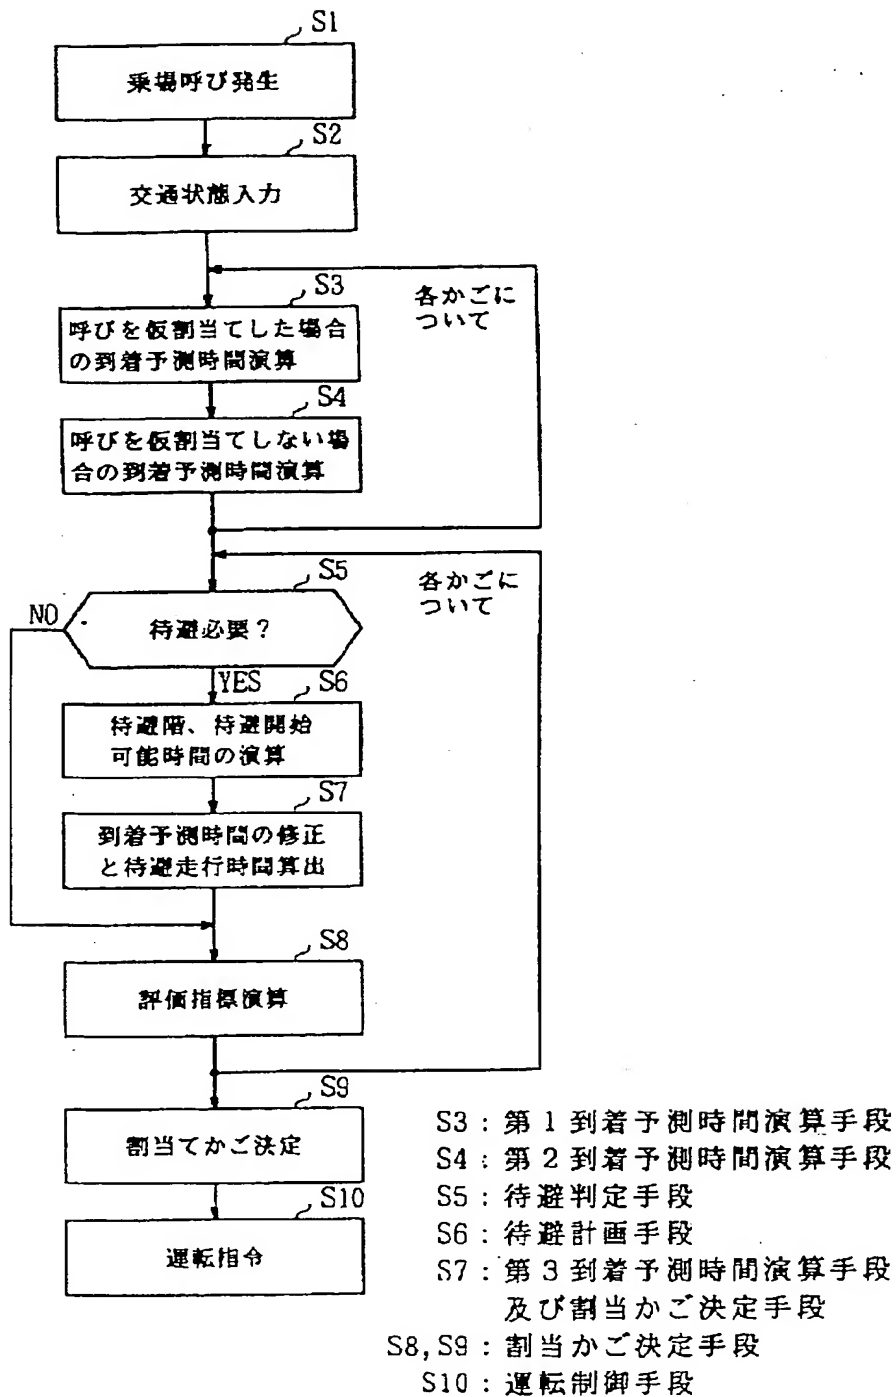 S1
乗場呼び発生
S2
交通状態入力
S3
各かごに
ついて
呼びを仮割当てした場合
の到着予測時間演算
S4
呼びを仮割当てしない場
合の到着予測時間演算
S5
各かごに
ついて
NO
待避必要?
YES
S6
待避階、待避開始
可能時間の演算
S7
到着予測時間の修正
と待避走行時間算出
S8
評価指標演算
S9
割当てかご決定
S10
運転指令
S3:第1到着予測時間演算手段
S4:第2到着予測時間演算手段
S5:待避判定手段
S6:待避計画手段
S7:第3到着予測時間演算手段
及び割当かご決定手段
S8,S9:割当かご決定手段
S10:運転制御手段